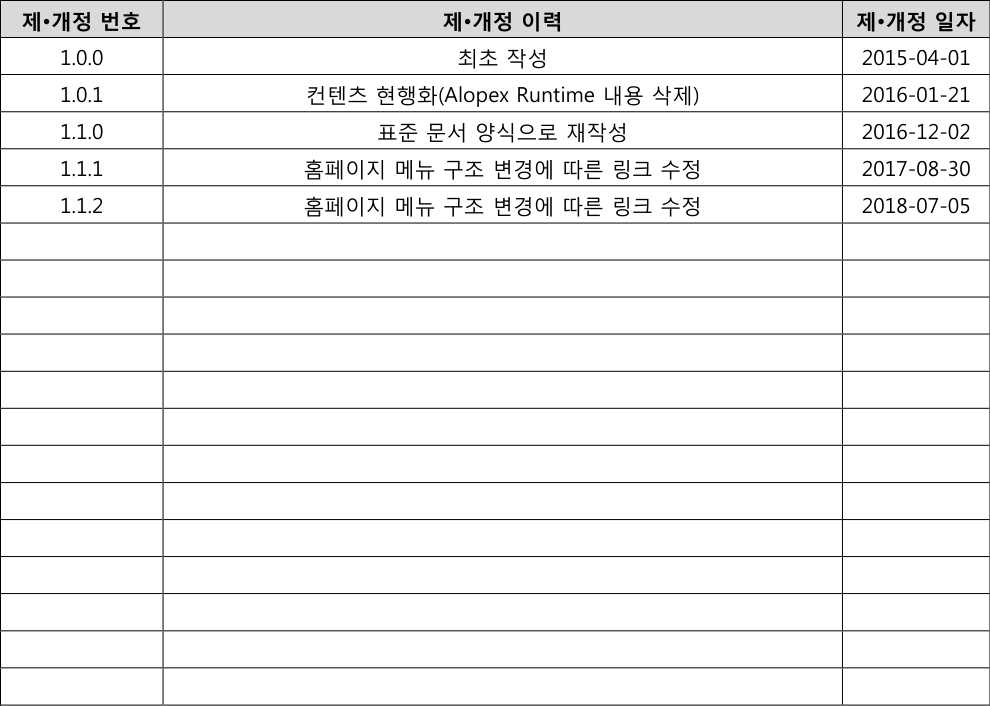 제•개정 번호 제•개정 이력 제•개정 일자
1.0.0 최초 작성 2015-04-01
1.0.1 컨텐츠 현행화(Alopex Runtime 내용 삭제) 2016-01-21
1.1.0 표준 문서 양식으로 재작성 2016-12-02
1.1.1 홈페이지 메뉴 구조 변경에 따른 링크 수정 2017-08-30
1.1.2 홈페이지 메뉴 구조 변경에 따른 링크 수정 2018-07-05